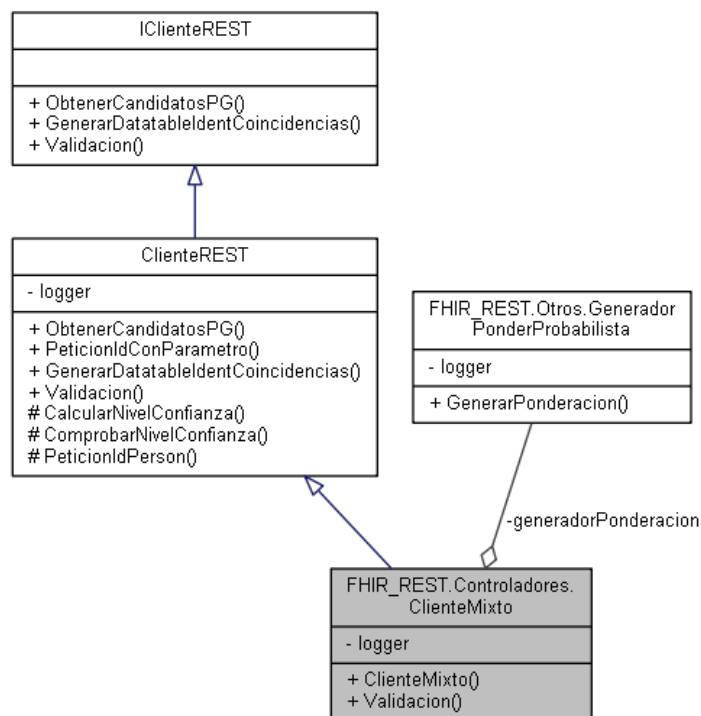 IClienteREST
+ ObtenerCandidatosPG()
+ GenerarDatatableIdentCoincidencias()
+ Validacion()
ClienteREST
- logger
+ ObtenerCandidatosPG()
+ PeticionIdConParametro()
+ GenerarDatatableIdentCoincidencias()
+ Validacion()
# CalcularNivelConfianza()
# ComprobarNivelConfianza()
# PeticionIdPerson()
FHIR_REST.Otros.Generador
PonderProbabilista
- logger
+ GenerarPonderacion()
-generadorPonderacion
FHIR_REST.Controladores.
ClienteMixto
- logger
+ ClienteMixto()
+ Validacion()